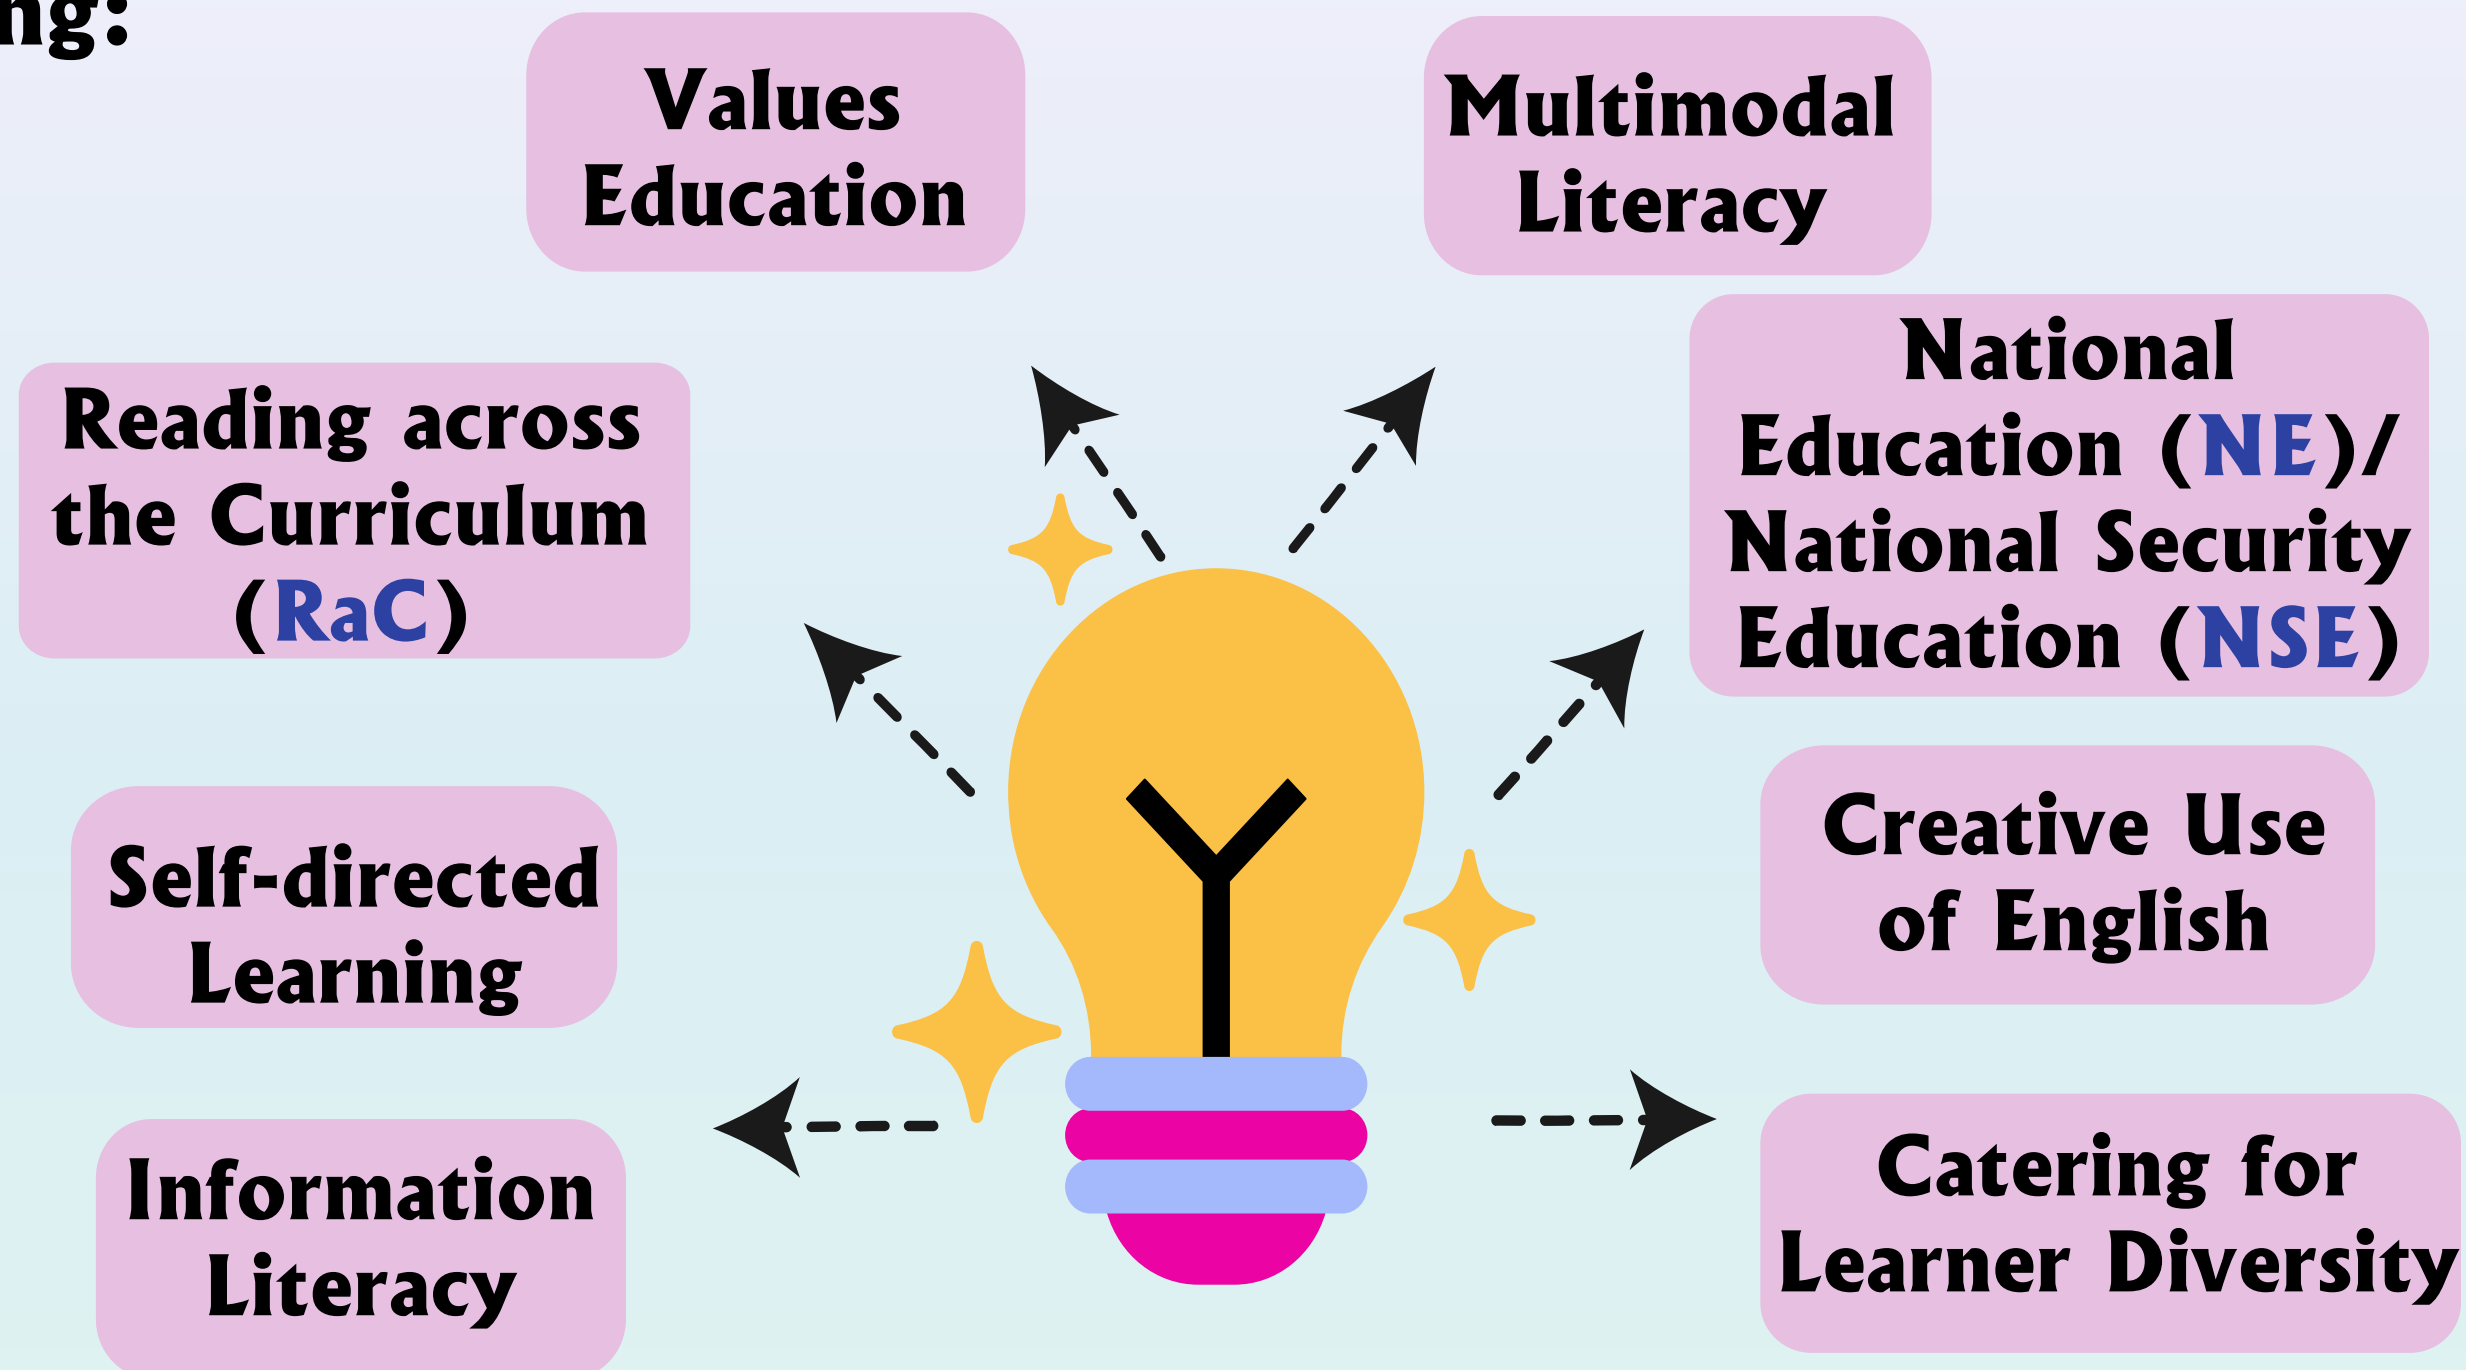 ng:
Values
Education
Multimodal
Literacy
Reading across
the Curriculum
(RaC)
National
Education (NE)/
National Security
Education (NSE)
Self-directed
Learning
Creative Use
of English
Information
Literacy
Catering for
Learner Diversity